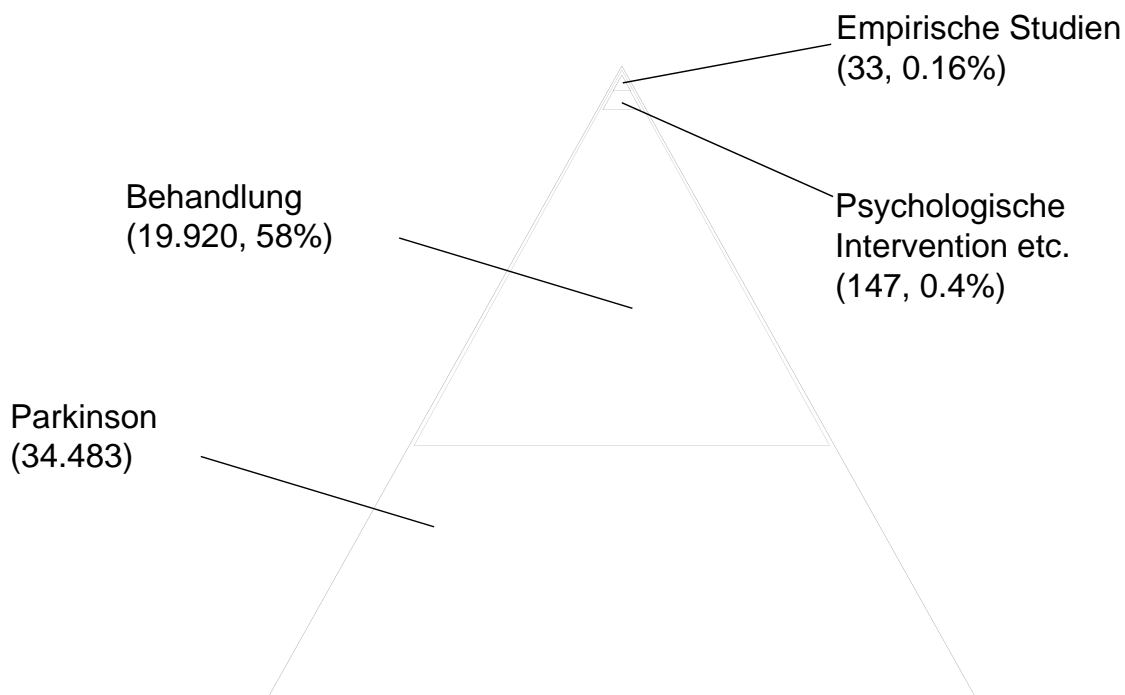 Empirische Studien
(33, 0.16%)
Behandlung
(19.920, 58%)
Psychologische
Intervention etc.
(147, 0.4%)
Parkinson
(34.483)